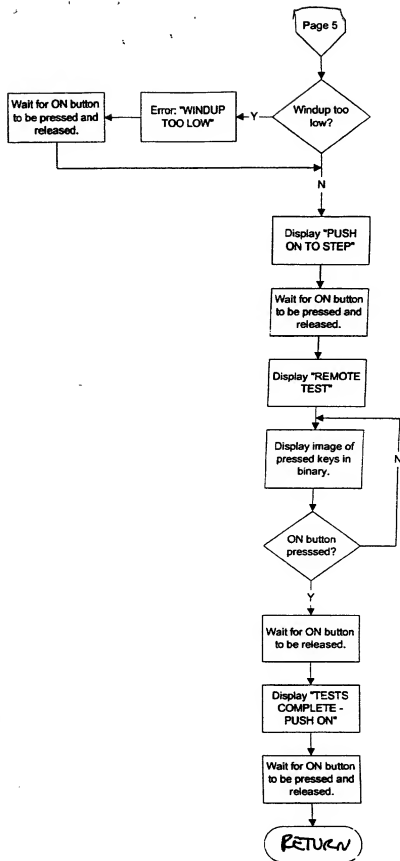 Page 5
Windup too
low?
Y
Error: "WINDUP
TOO LOW"
Wait for ON button
to be pressed and
released.
N
Display "PUSH
ON TO STEP"
Wait for ON button
to be pressed and
released.
Display "REMOTE
TEST"
Display image of
pressed keys in
binary.
N
ON button
presssed?
Y
Wait for ON button
to be released.
Display "TESTS
COMPLETE -
PUSH ON"
Wait for ON button
to be pressed and
released.
RETURN